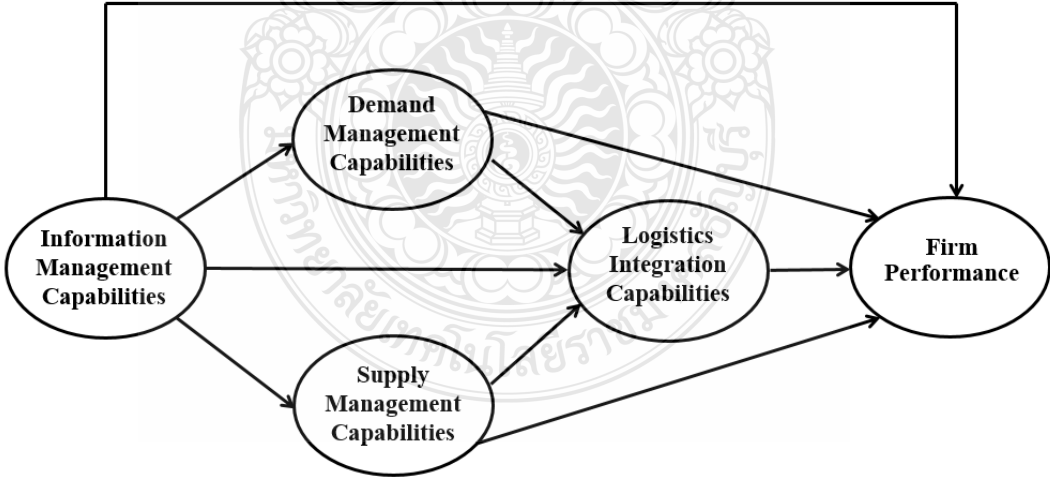 Demand
Management
Capabilities
Information
Management
Capabilities
Logistics
Integration
Capabilities
Firm
Performance
Supply
Management
Capabilities